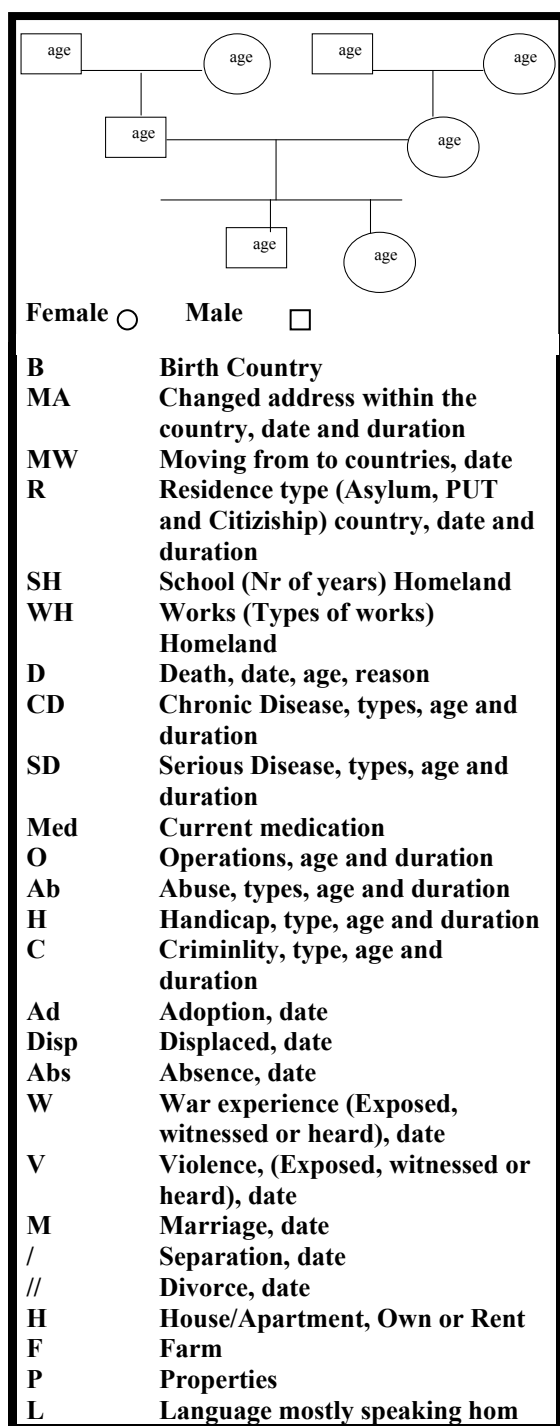 age age age age
age age
age age
Female Male
B Birth Country
MA Changed address within the
country, date and duration
MW Moving from to countries, date
R Residence type (Asylum, PUT
and Citiziship) country, date and
duration
SH School (Nr of years) Homeland
WH Works (Types of works)
Homeland
D Death, date, age, reason
CD Chronic Disease, types, age and
duration
SD Serious Disease, types, age and
duration
Med Current medication
O Operations, age and duration
Ab Abuse, types, age and duration
H Handicap, type, age and duration
C Criminlity, type, age and
duration
Ad Adoption, date
Disp Displaced, date
Abs Absence, date
W War experience (Exposed,
witnessed or heard), date
V Violence, (Exposed, witnessed or
heard), date
M Marriage, date
/ Separation, date
// Divorce, date
H House/Apartment, Own or Rent
F Farm
P Properties
L Language mostly speaking hom